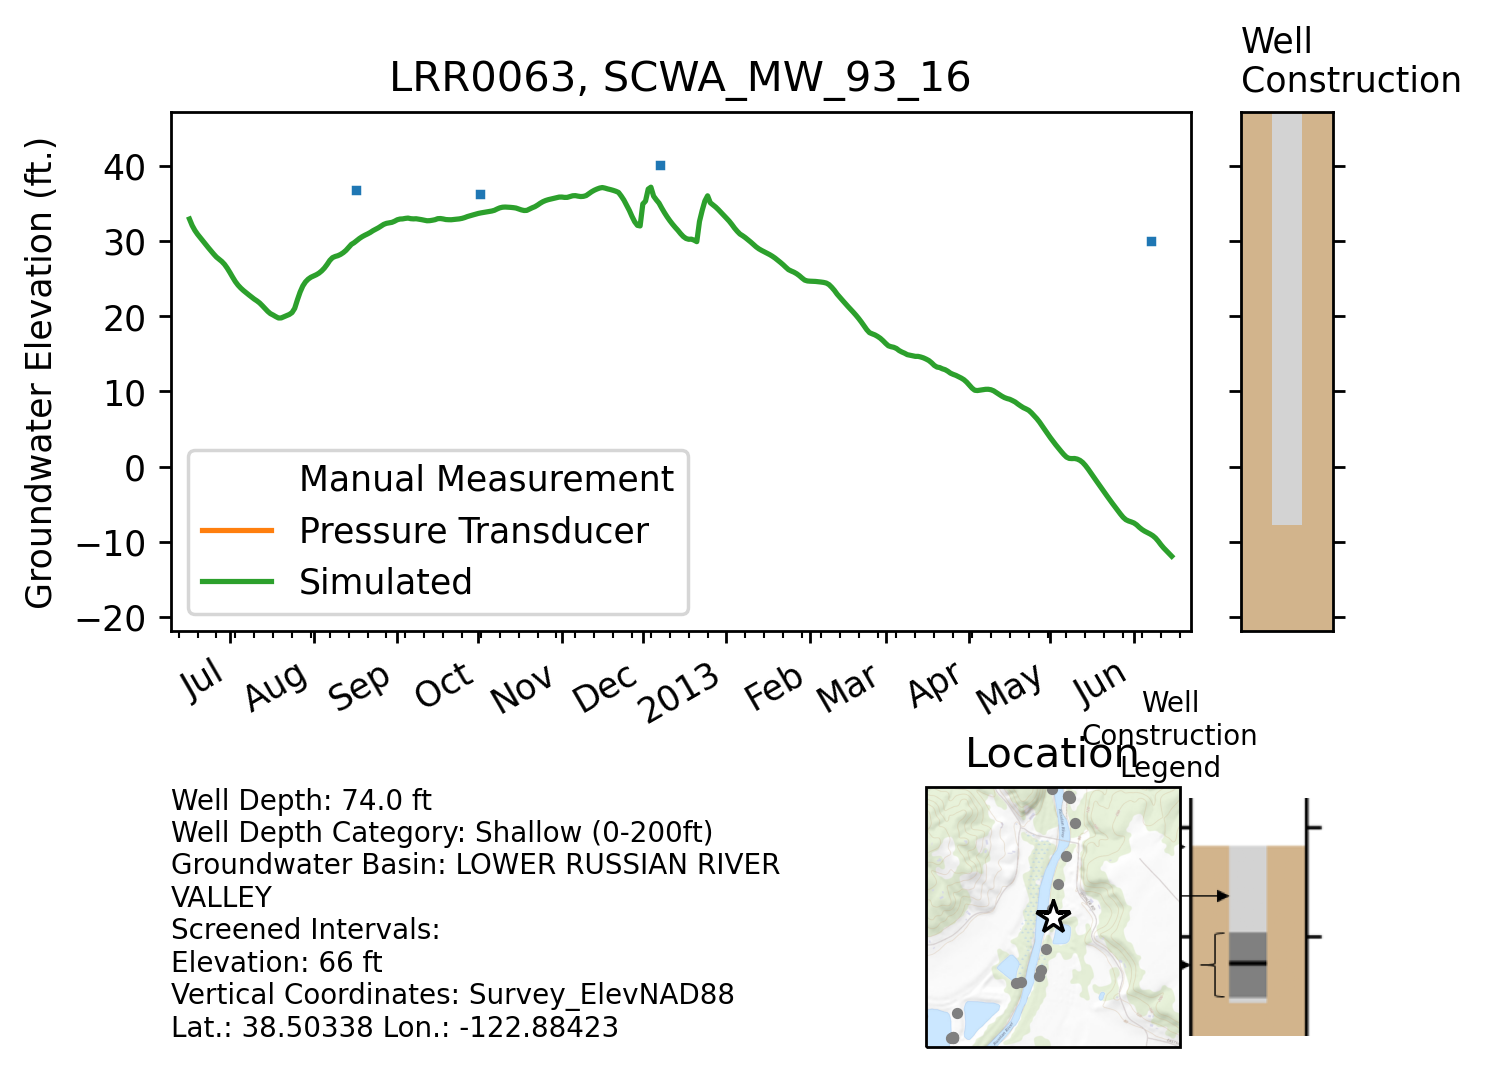 Well
Construction
LRR0063, SCWA_MW_93_16
Groundwater Elevation (ft.)
40
30
20
10
0
−10
−20
Manual Measurement
Pressure Transducer
Simulated
Jul Aug Sep Oct Nov Dec 2013 Feb Mar Apr May Jun
Well
Construction
Legend
Location
Well Depth: 74.0 ft
Well Depth Category: Shallow (0-200ft)
Groundwater Basin: LOWER RUSSIAN RIVER
VALLEY
Screened Intervals:
Elevation: 66 ft
Vertical Coordinates: Survey_ElevNAD88
Lat.: 38.50338 Lon.: -122.88423